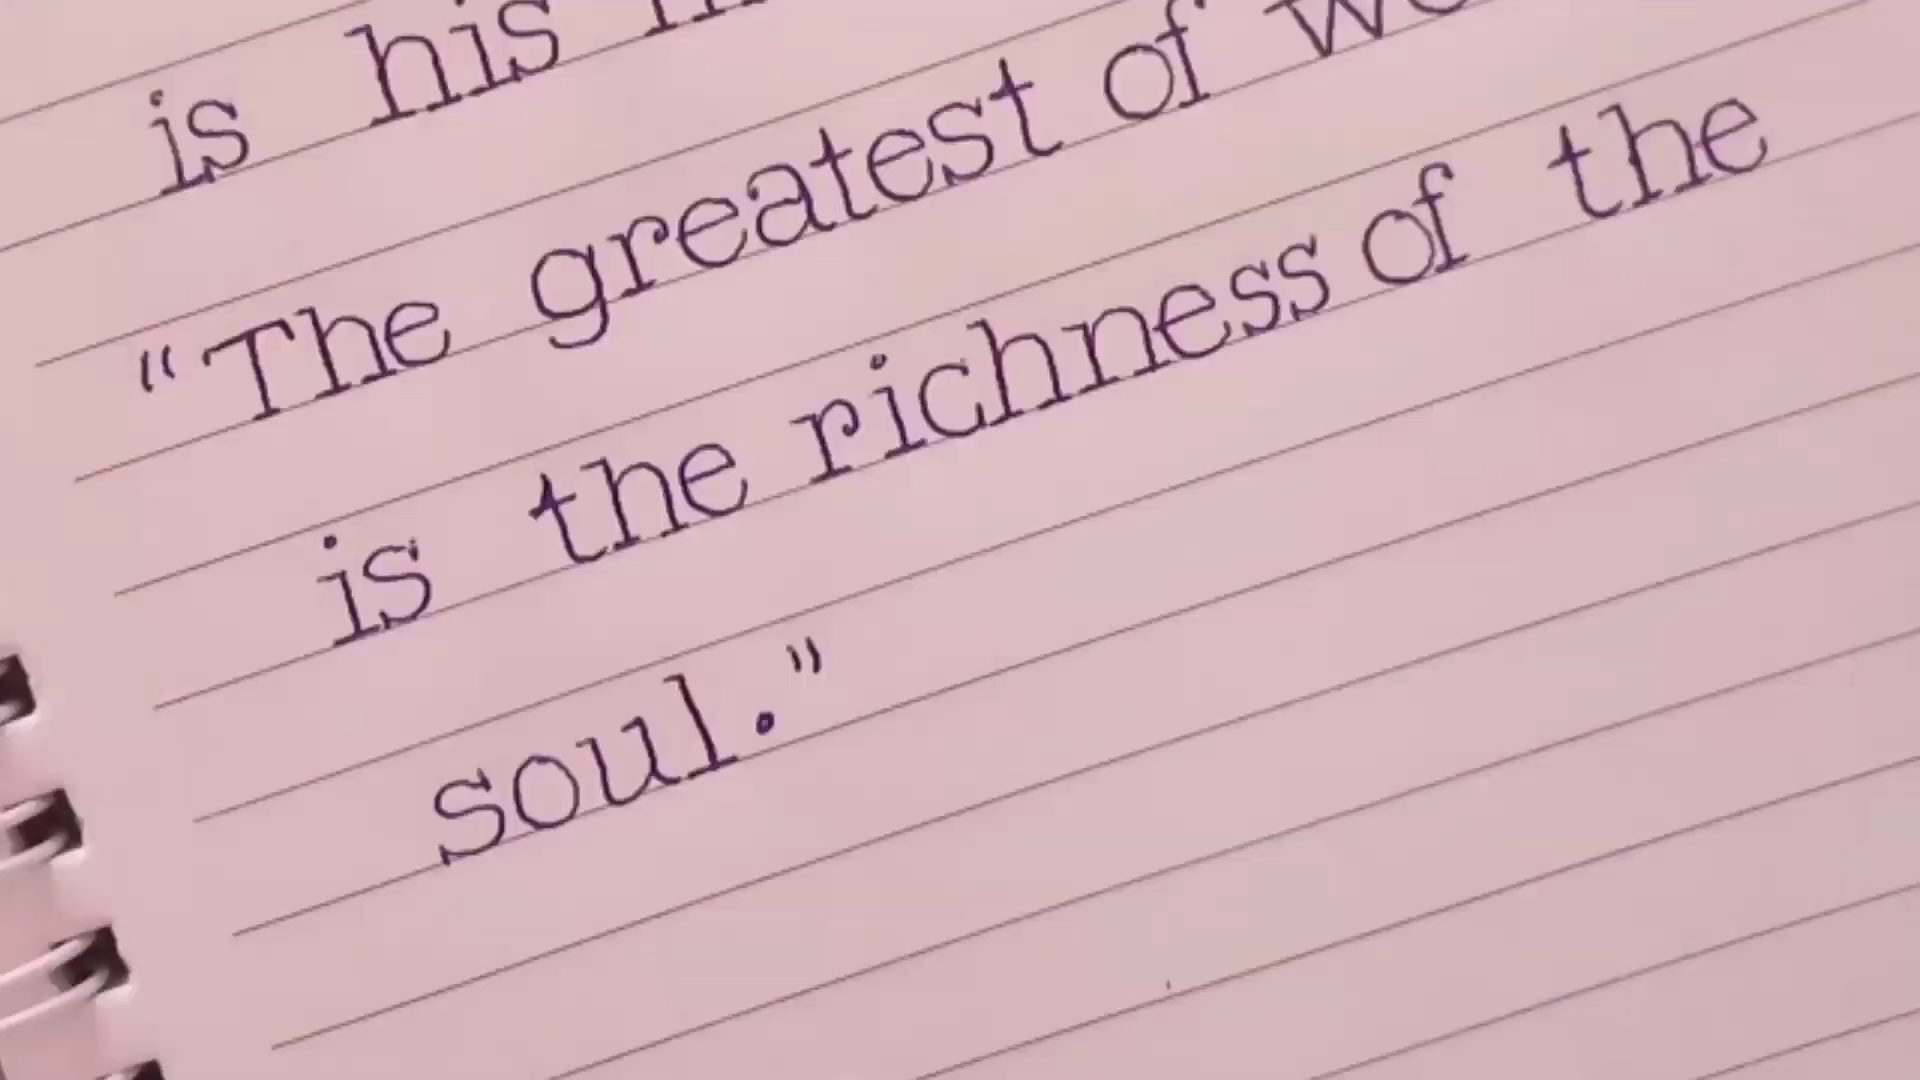 is his
"The greatest of
is the richness of the
soul."